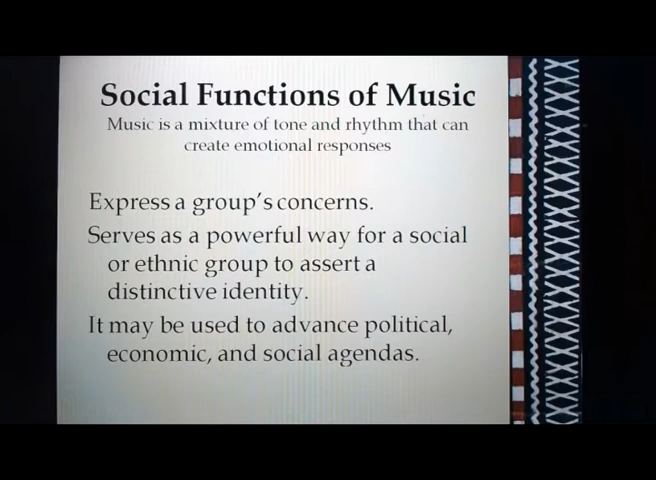 Social Functions of Music
Music is a mixture of tone and rhythm that can
create emotional responses
Express a group's concerns.
Serves as a powerful way for a social
or ethnic group to assert a
distinctive identity.
It may be used to advance political,
economic, and social agendas.